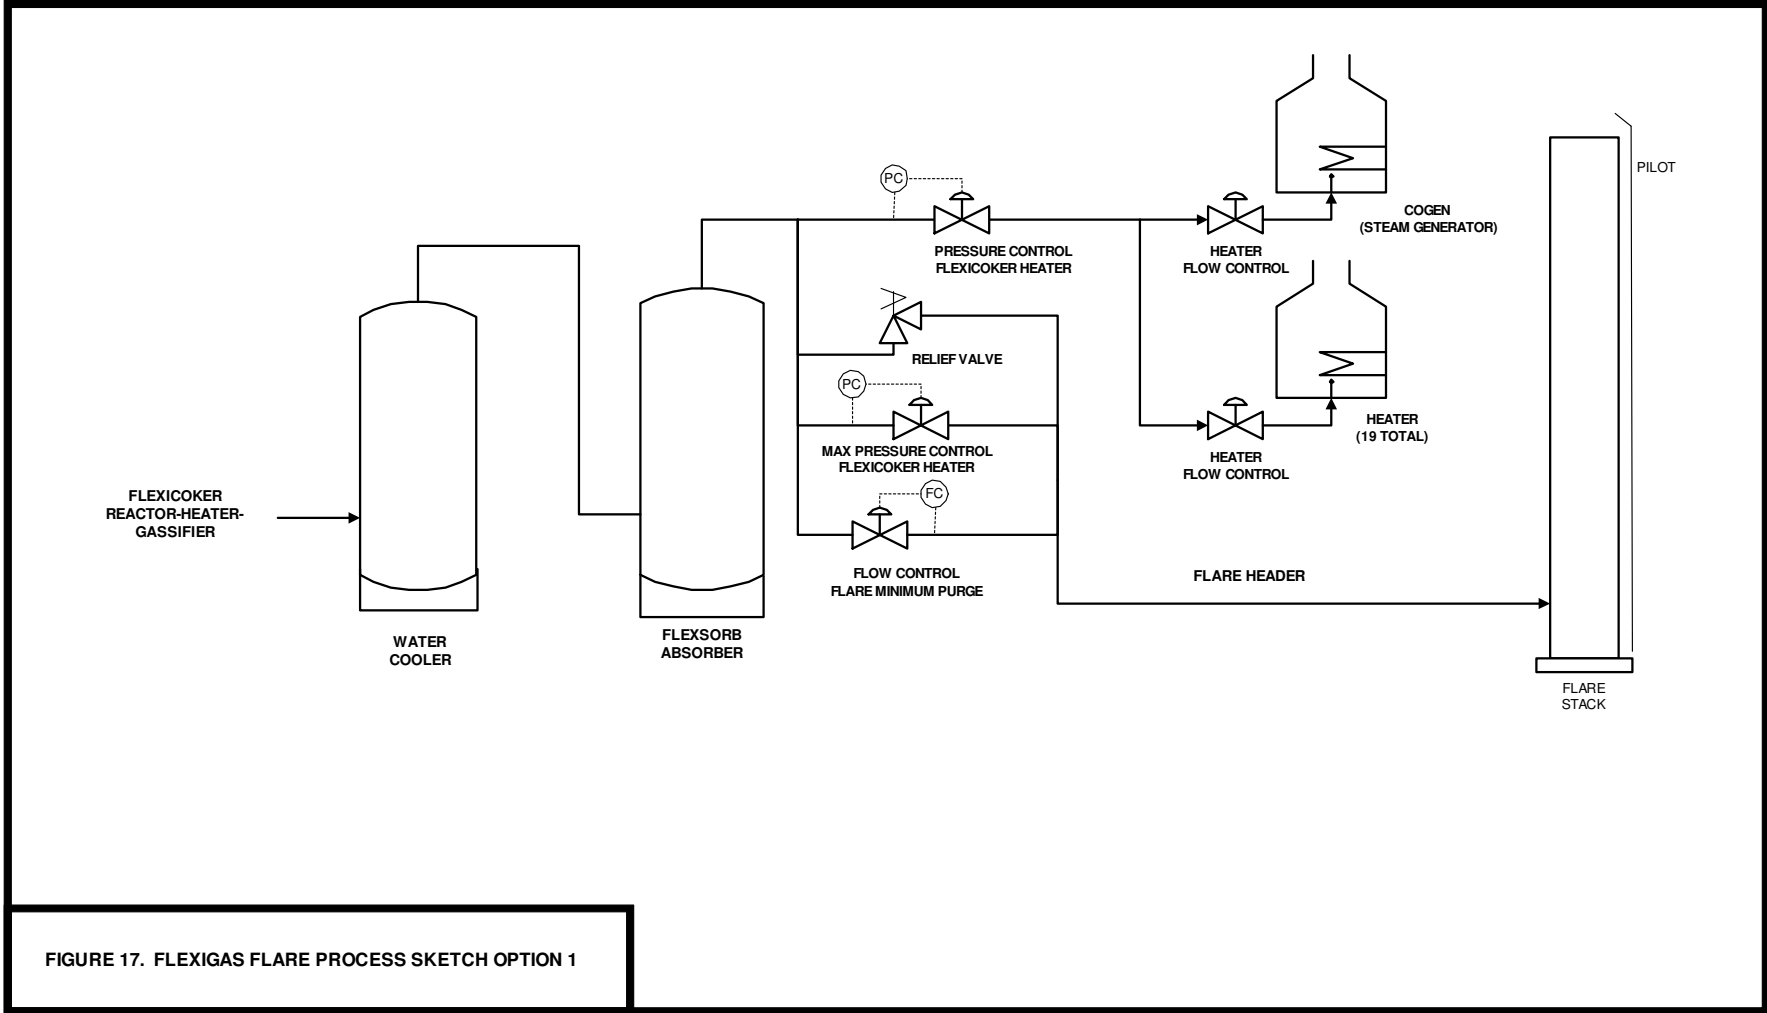 PILOT
PC
COGEN
(STEAM GENERATOR)
PRESSURE CONTROL
FLEXICOKER HEATER
HEATER
FLOW CONTROL
RELIEF VALVE
PC
HEATER
(19 TOTAL)
MAX PRESSURE CONTROL
FLEXICOKER HEATER
HEATER
FLOW CONTROL
FC
FLEXICOKER
REACTOR-HEATER-
GASSIFIER
FLOW CONTROL
FLARE MINIMUM PURGE
FLARE HEADER
WATER
COOLER
FLEXSORB
ABSORBER
FLARE
STACK
FIGURE 17. FLEXIGAS FLARE PROCESS SKETCH OPTION 1